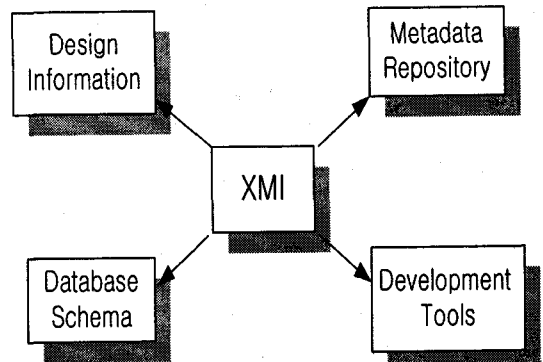 Design
Information
Metadata
Repository
XMI
Database
Schema
Development
Tools